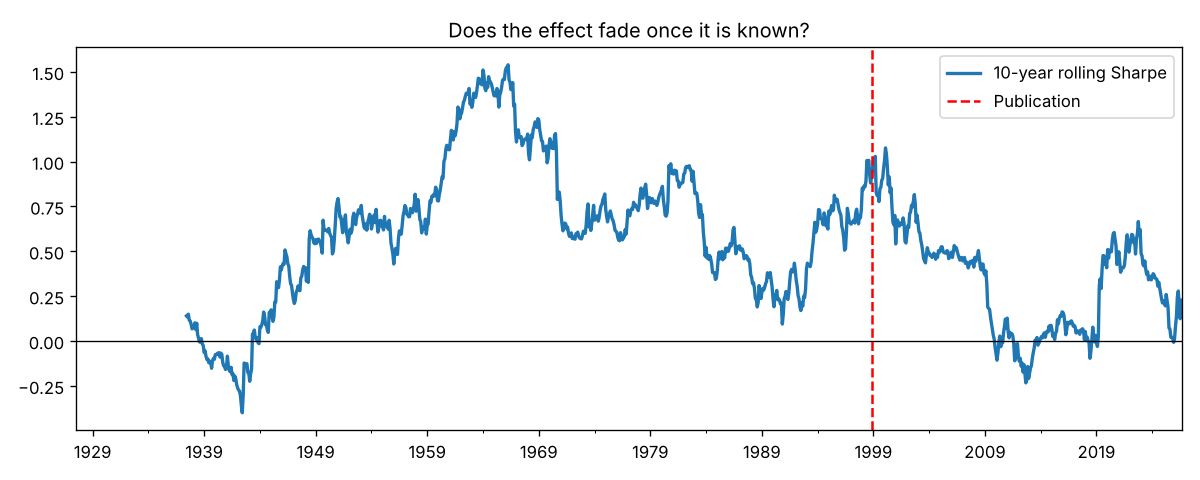 Does the effect fade once it is known?
10-year rolling Sharpe
Publication
1.50
1.25
1.00
0.75
0.50
0.25
0.00
−0.25
1929 1939 1949 1959 1969 1979 1989 1999 2009 2019